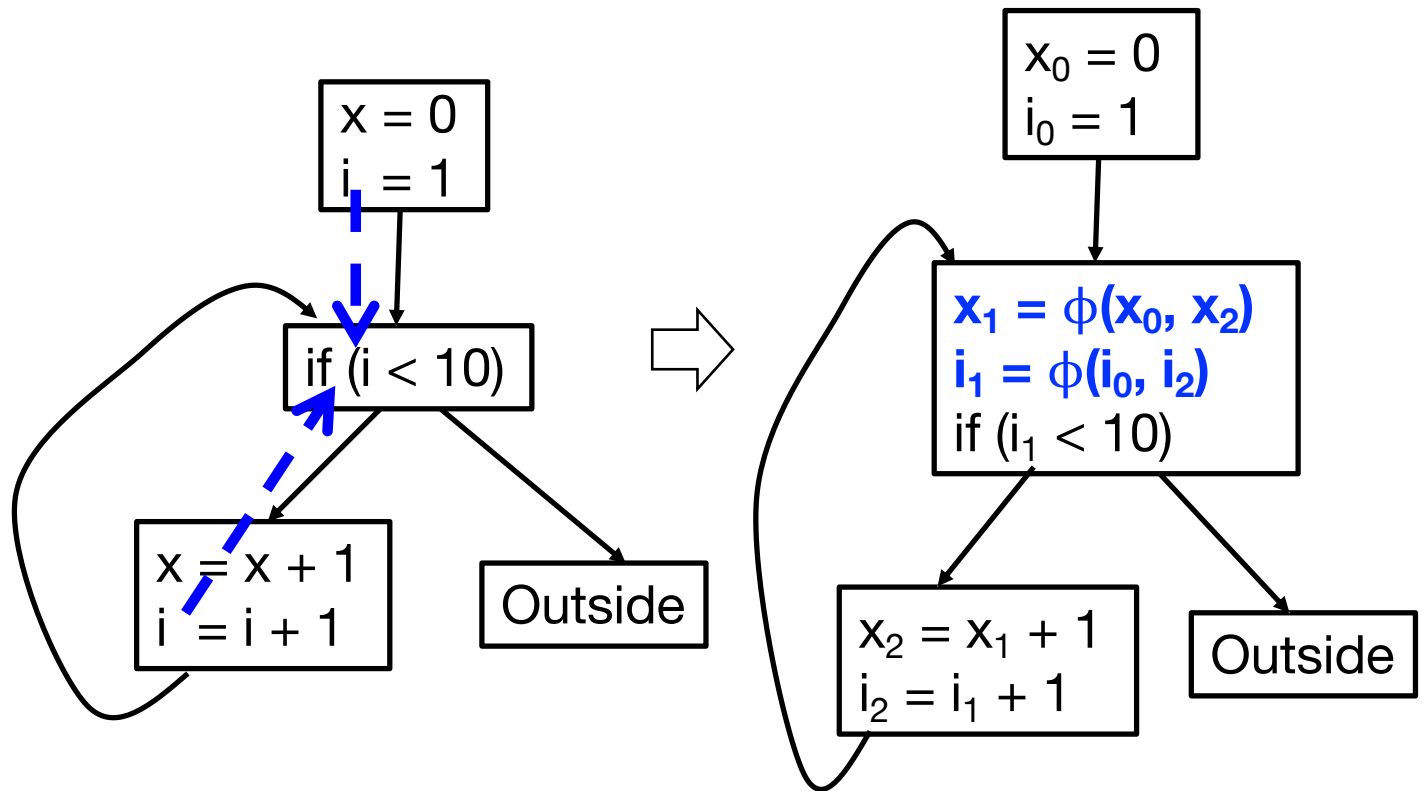 x = 0
i = 1
if (i < 10)
x = x + 1
i = i + 1
Outside
x₀ = 0
i₀ = 1
x₁ = ϕ(x₀, x₂)
i₁ = ϕ(i₀, i₂)
if (i₁ < 10)
x₂ = x₁ + 1
i₂ = i₁ + 1
Outside